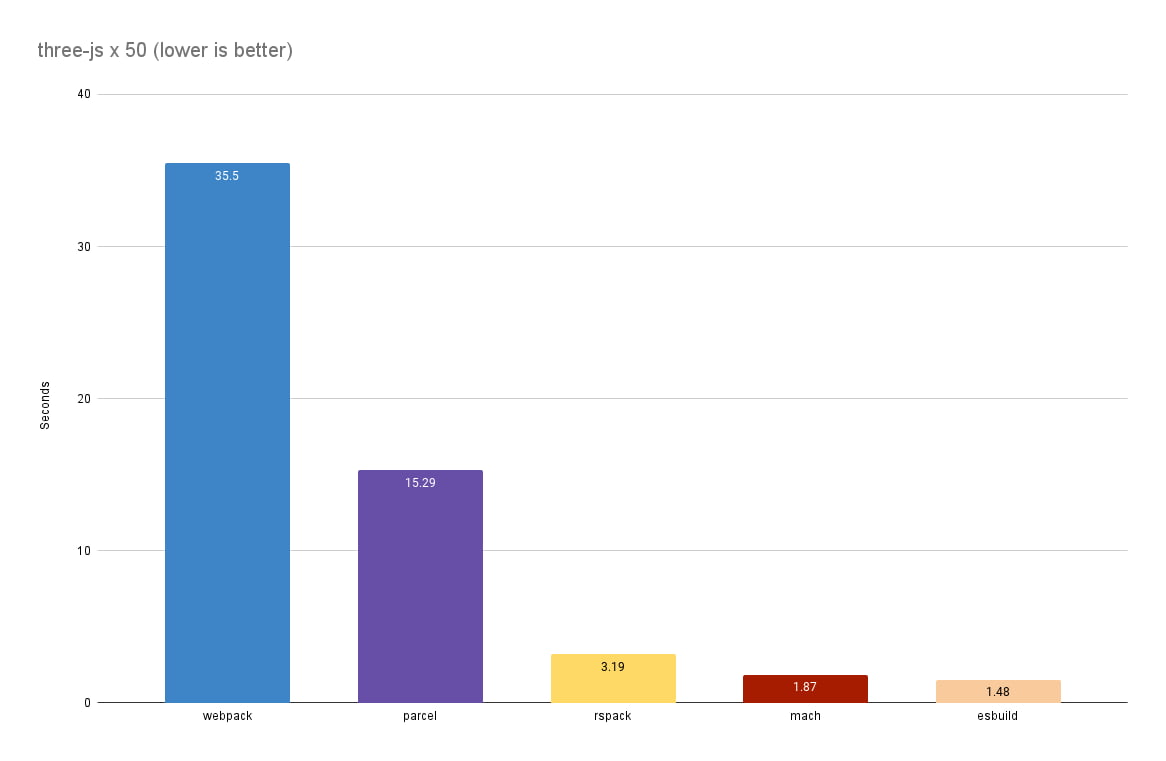 three-js x 50 (lower is better)
40
30
20
10
0
Seconds
35.5
15.29
3.19
1.87
1.48
webpack
parcel
rspack
mach
esbuild